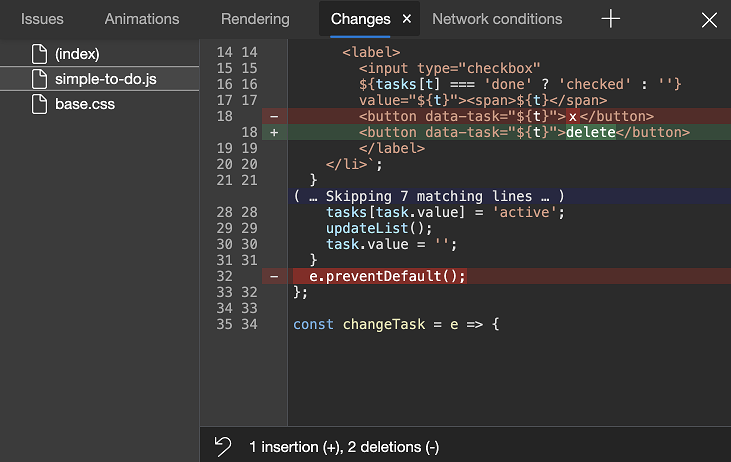 Issues Animations Rendering Changes × Network conditions + ×
(index)
simple-to-do.js
base.css
14 14 <label>
15 15 <input type="checkbox"
16 16 ${tasks[t] === 'done' ? 'checked' : ''}
17 17 value="${t}"><span>${t}</span>
18 - <button data-task="${t}">x</button>
18 + <button data-task="${t}">delete</button>
19 19 </label>
20 20 </li>`;
21 21 }
( … Skipping 7 matching lines … )
28 28 tasks[task.value] = 'active';
29 29 updateList();
30 30 task.value = '';
31 31 }
32 - e.preventDefault();
33 32 };
34 33
35 34 const changeTask = e => {
1 insertion (+), 2 deletions (-)